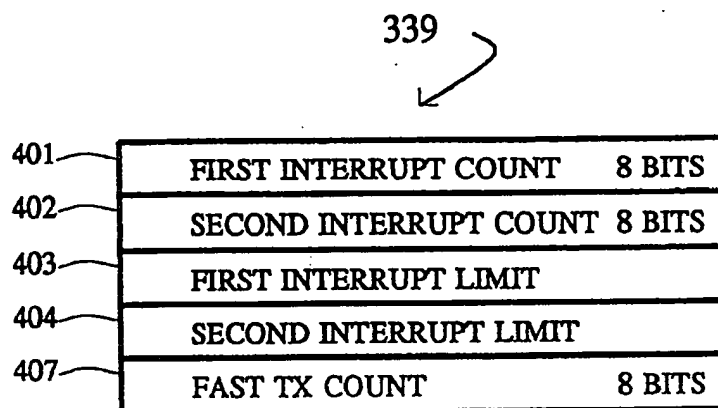 339
401 FIRST INTERRUPT COUNT 8 BITS
402 SECOND INTERRUPT COUNT 8 BITS
403 FIRST INTERRUPT LIMIT
404 SECOND INTERRUPT LIMIT
407 FAST TX COUNT 8 BITS